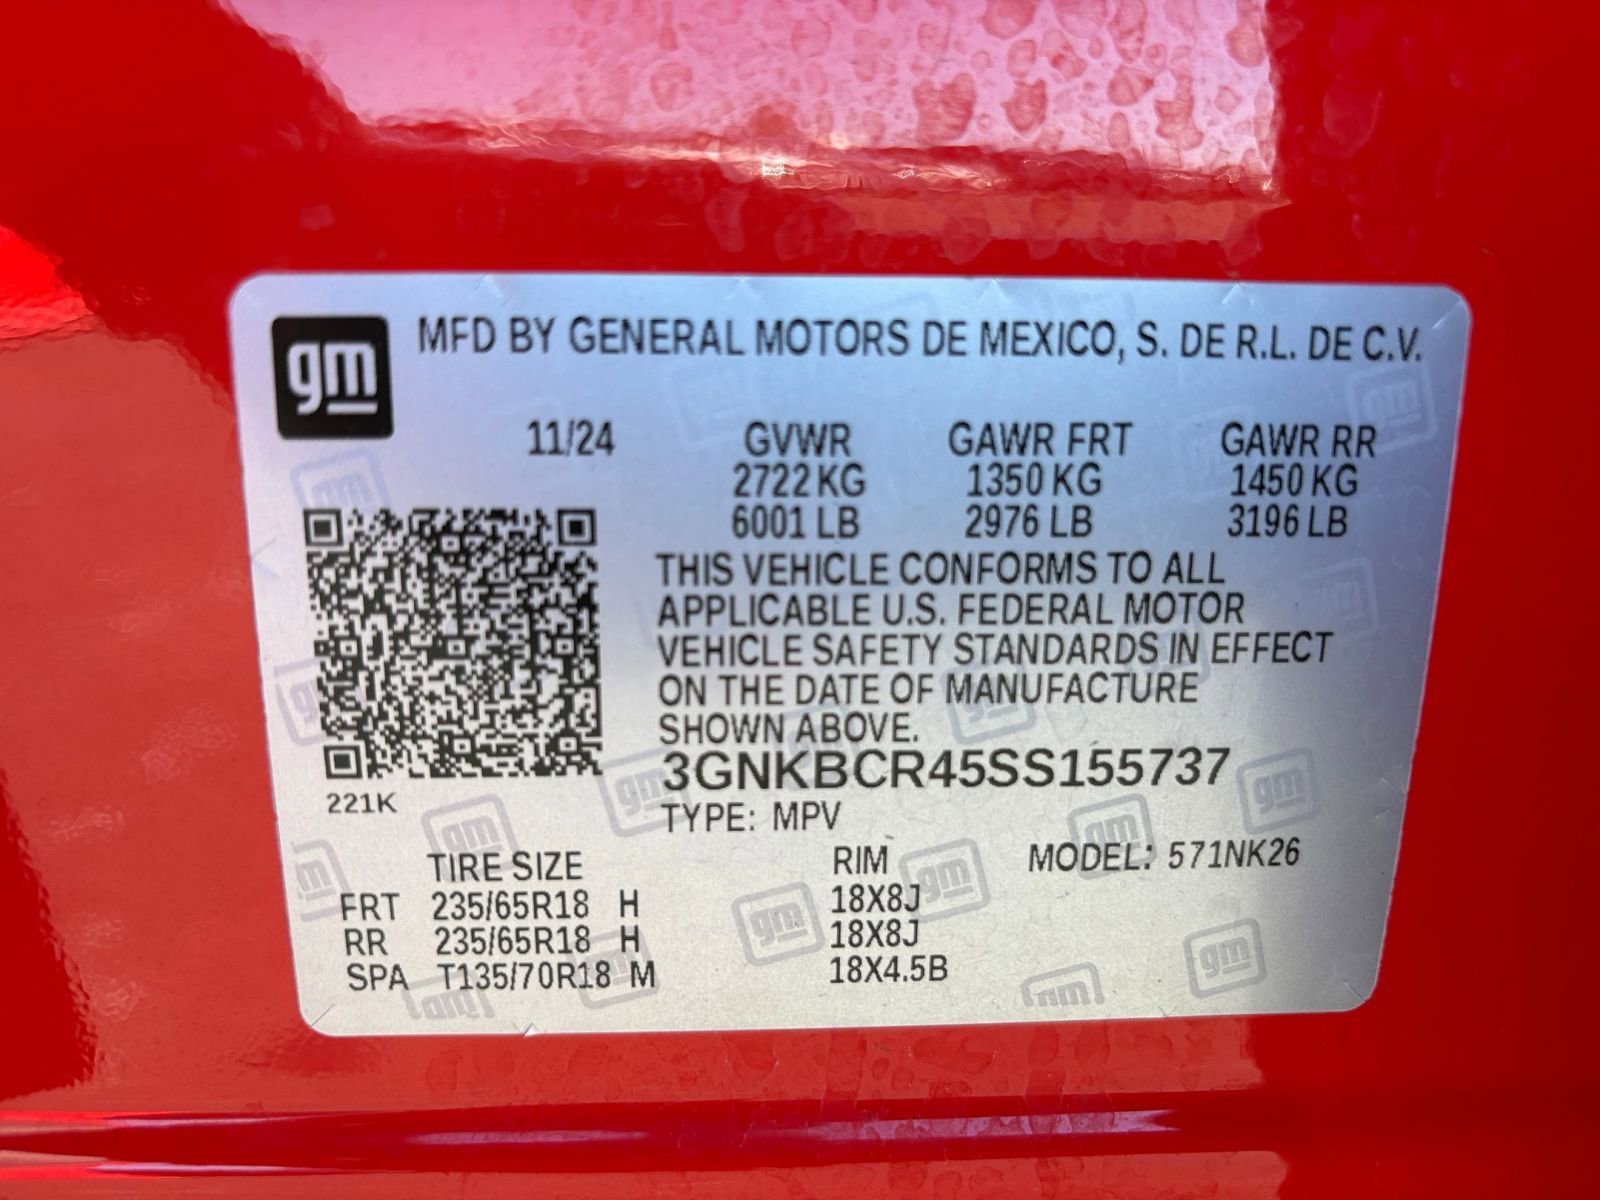 gm MFD BY GENERAL MOTORS DE MEXICO, S. DE R.L. DE C.V.
11/24 GVWR GAWR FRT GAWR RR
2722 KG 1350 KG 1450 KG
6001 LB 2976 LB 3196 LB
THIS VEHICLE CONFORMS TO ALL
APPLICABLE U.S. FEDERAL MOTOR
VEHICLE SAFETY STANDARDS IN EFFECT
ON THE DATE OF MANUFACTURE
SHOWN ABOVE.
3GNKBCR45SS155737
221K TYPE: MPV
TIRE SIZE RIM MODEL: 571NK26
FRT 235/65R18 H 18X8J
RR 235/65R18 H 18X8J
SPA T135/70R18 M 18X4.5B